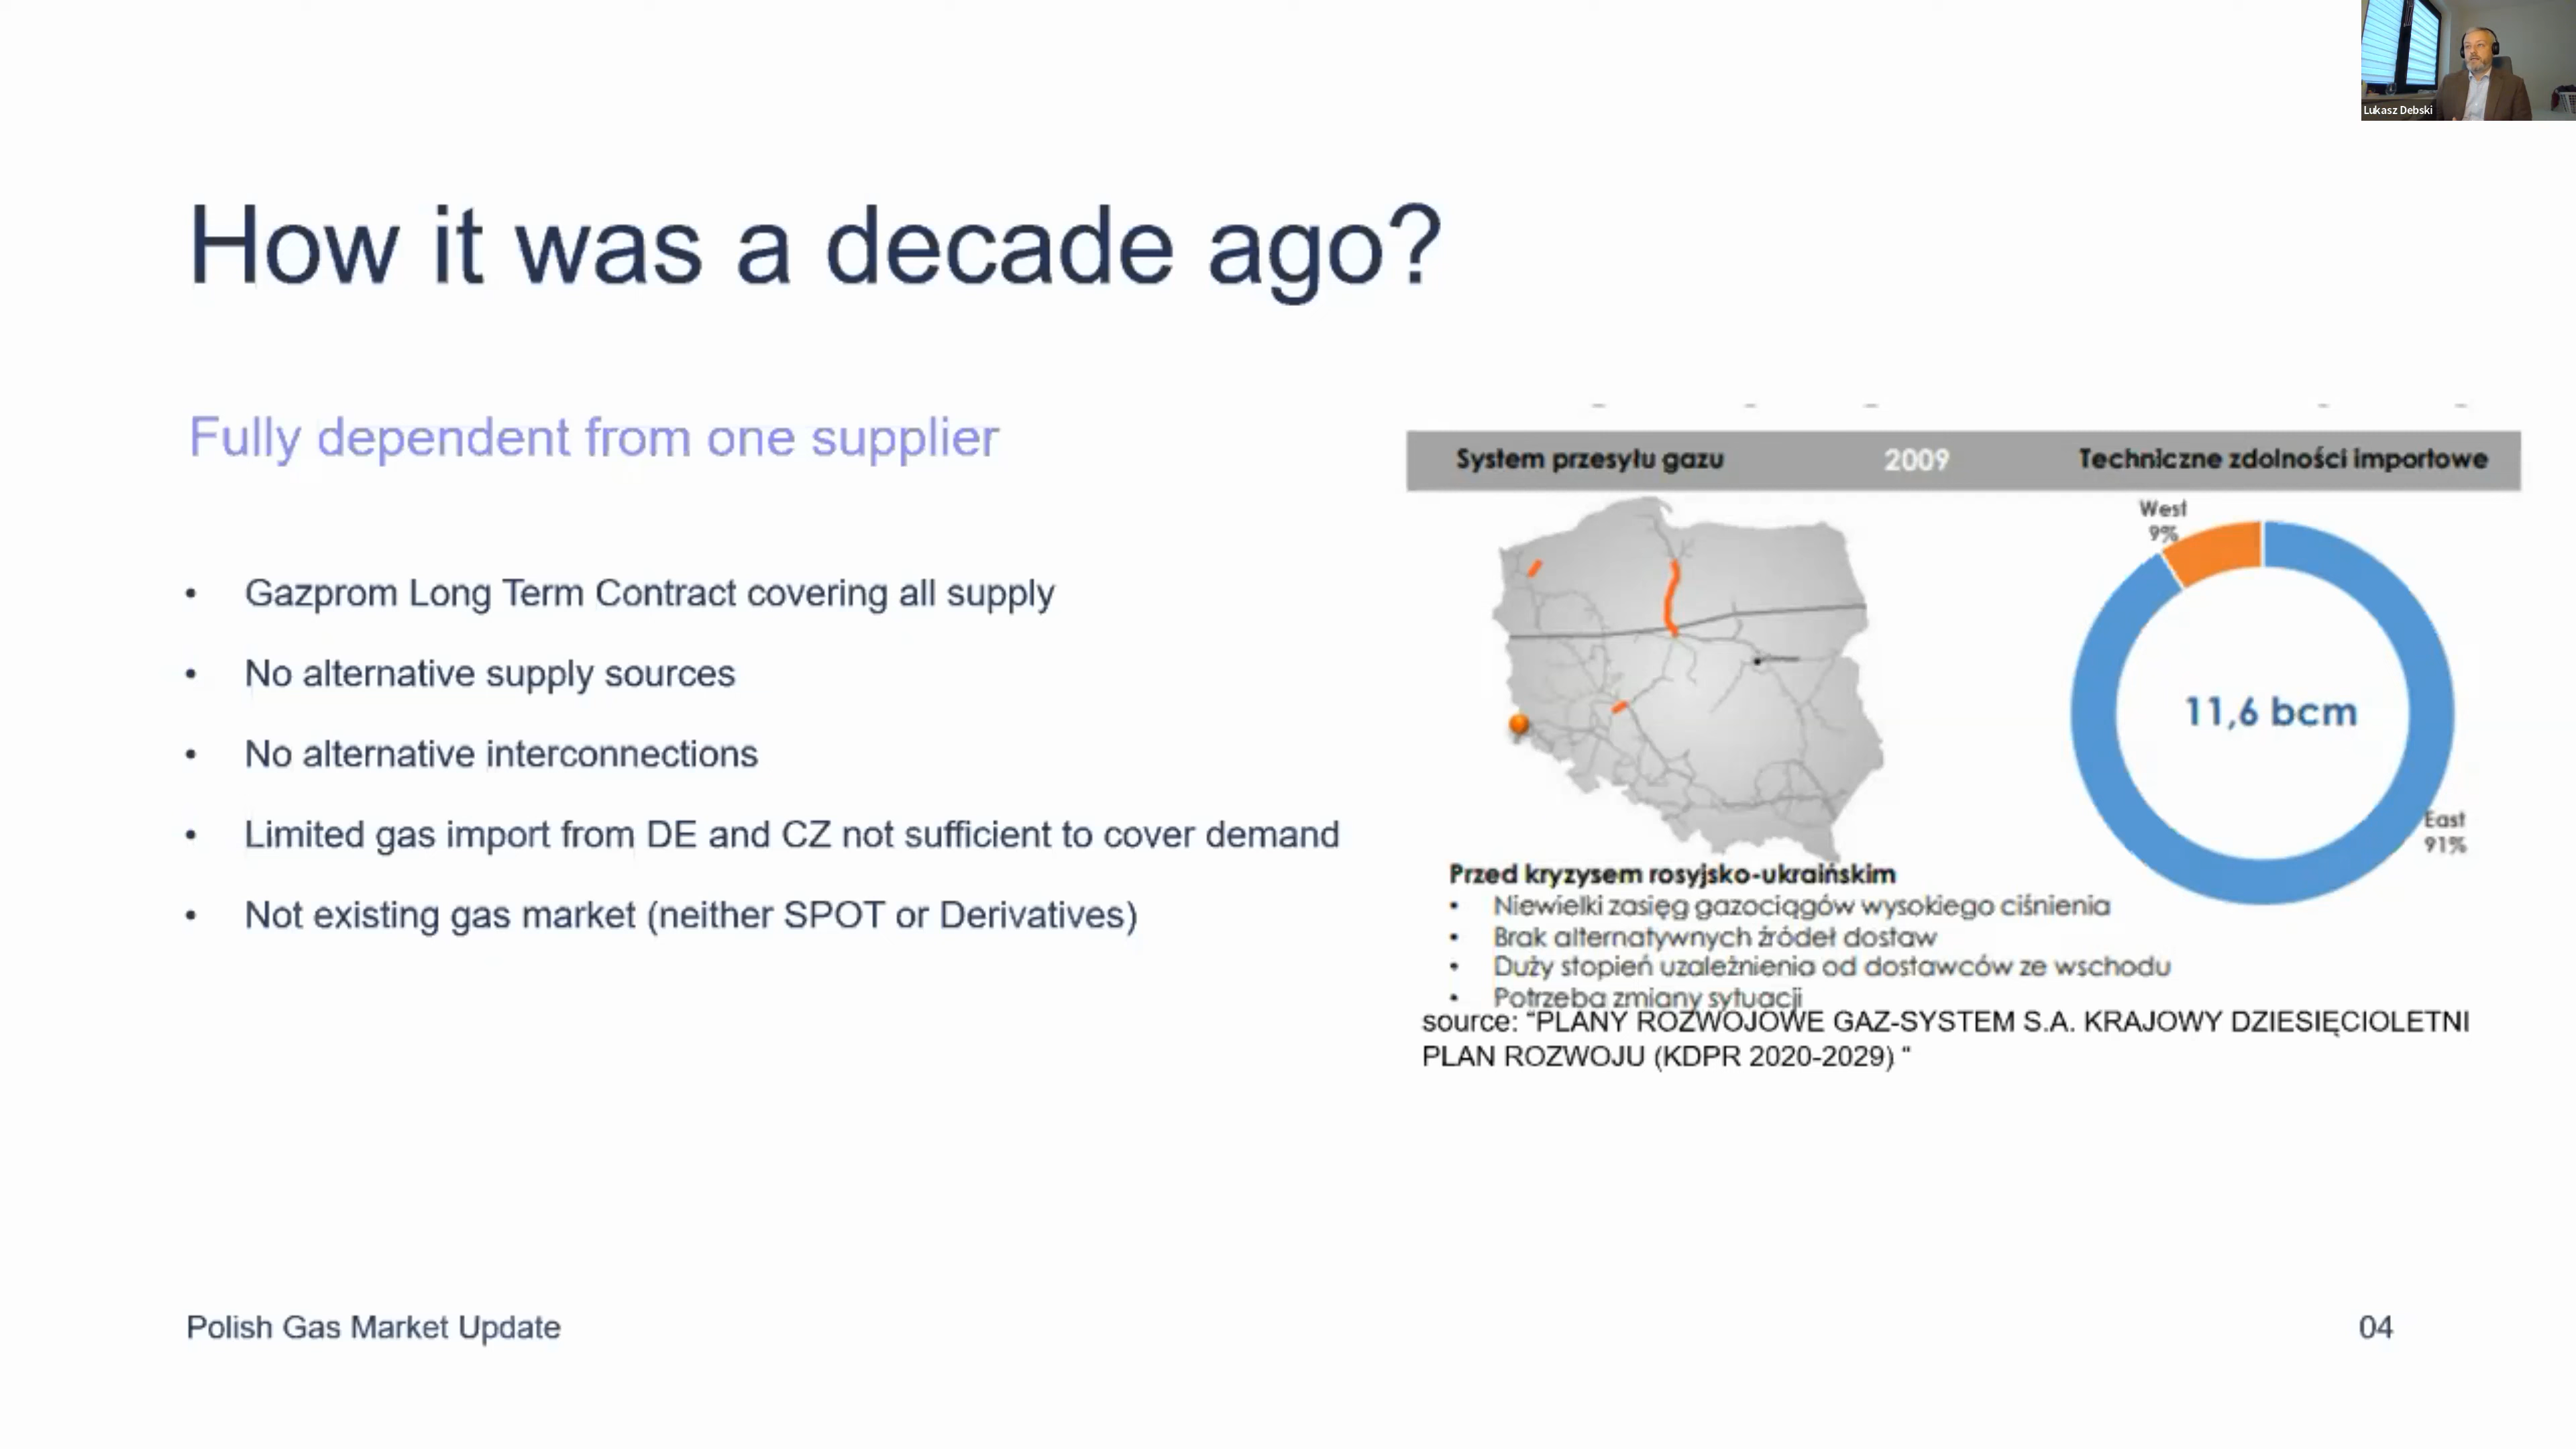 Lukasz Debski
How it was a decade ago?
Fully dependent from one supplier
• Gazprom Long Term Contract covering all supply
• No alternative supply sources
• No alternative interconnections
• Limited gas import from DE and CZ not sufficient to cover demand
• Not existing gas market (neither SPOT or Derivatives)
System przesyłu gazu 2009 Techniczne zdolności importowe
West
9%
11,6 bcm
East
91%
Przed kryzysem rosyjsko-ukraińskim
• Niewielki zasięg gazociągów wysokiego ciśnienia
• Brak alternatywnych źródeł dostaw
• Duży stopień uzależnienia od dostawców ze wschodu
• Potrzeba zmiany sytuacji
source: “PLANY ROZWOJOWE GAZ-SYSTEM S.A. KRAJOWY DZIESIĘCIOLETNI
PLAN ROZWOJU (KDPR 2020-2029) “
Polish Gas Market Update
04